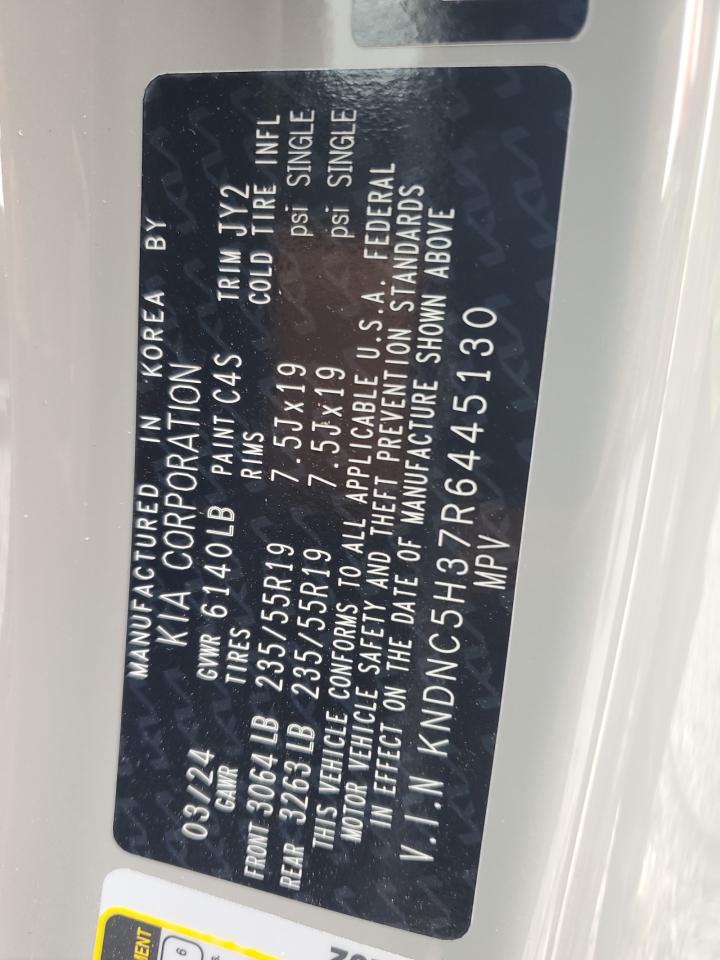 MANUFACTURED IN KOREA BY
KIA CORPORATION
03/24 GVWR 6140LB PAINT C4S TRIM JY2
GAWR TIRES RIMS COLD TIRE INFL
FRONT 3064LB 235/55R19 7.5Jx19 psi SINGLE
REAR 3263LB 235/55R19 7.5Jx19 psi SINGLE
THIS VEHICLE CONFORMS TO ALL APPLICABLE U.S.A. FEDERAL
MOTOR VEHICLE SAFETY AND THEFT PREVENTION STANDARDS
IN EFFECT ON THE DATE OF MANUFACTURE SHOWN ABOVE
V.I.N KNDNC5H37R6445130
MPV
6